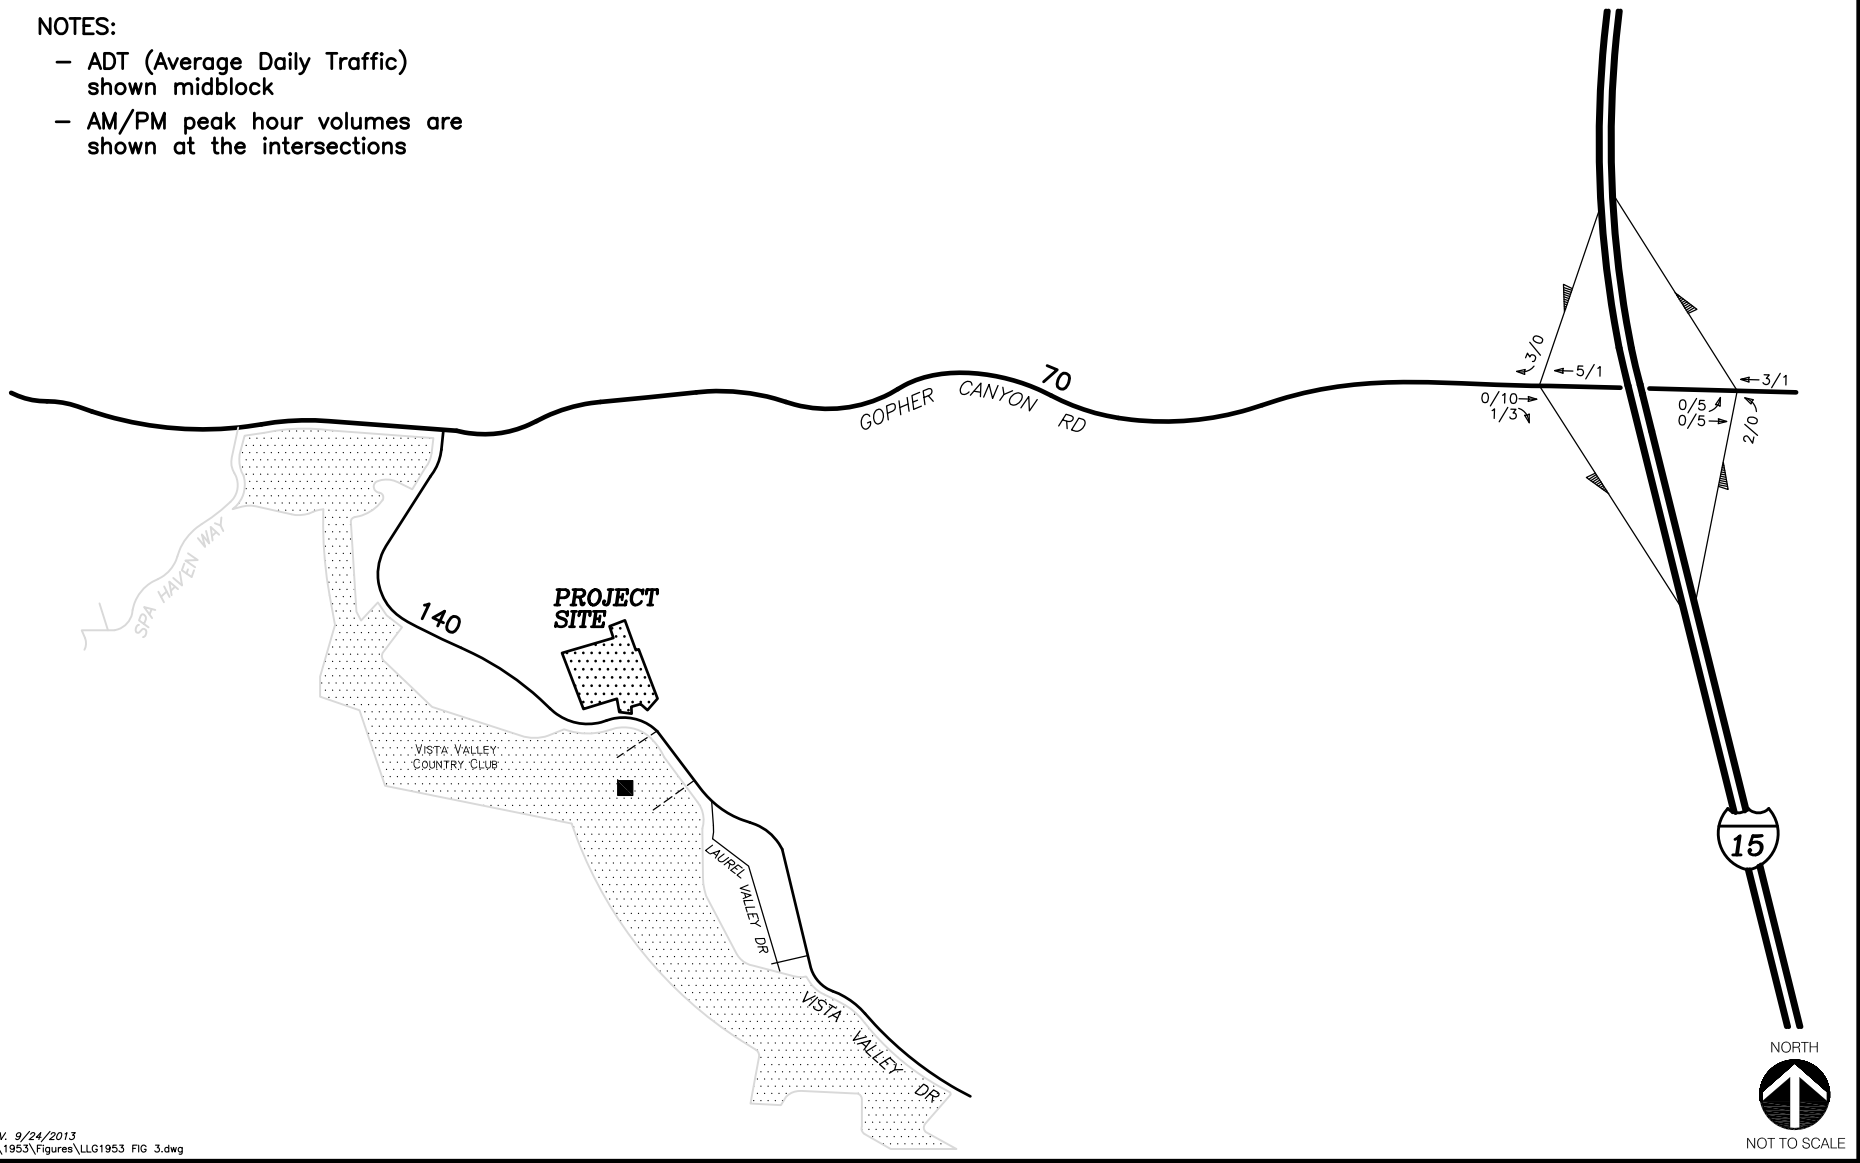 NOTES:
– ADT (Average Daily Traffic)
shown midblock
– AM/PM peak hour volumes are
shown at the intersections
3/0
5/1
0/10
1/3
3/1
0/5
0/5
2/0
70
GOPHER CANYON RD
SPA HAVEN WAY
140
PROJECT
SITE
VISTA VALLEY
COUNTRY CLUB
LAUREL VALLEY DR
15
VISTA VALLEY DR
NORTH
NOT TO SCALE
V. 9/24/2013
\1953\Figures\LLG1953 FIG 3.dwg